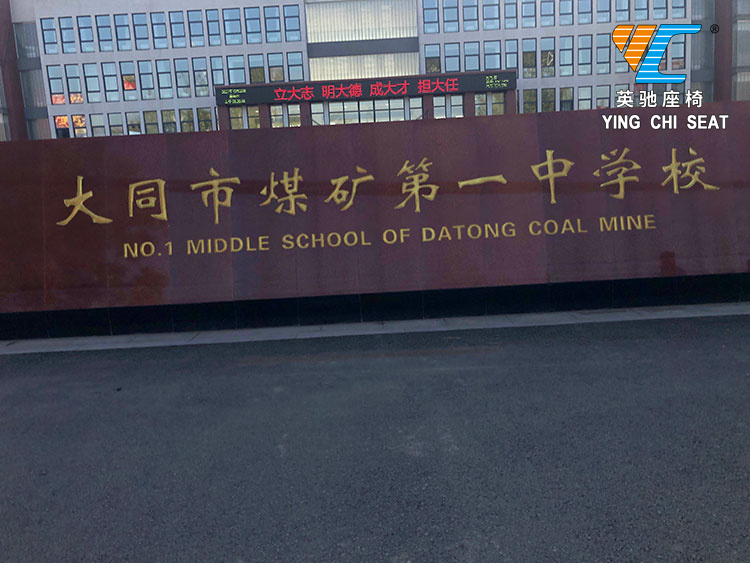 英驰座椅
YING CHI SEAT
立大志 明大德 成大才 担大任
大同市煤矿第一中学校
NO.1 MIDDLE SCHOOL OF DATONG COAL MINE